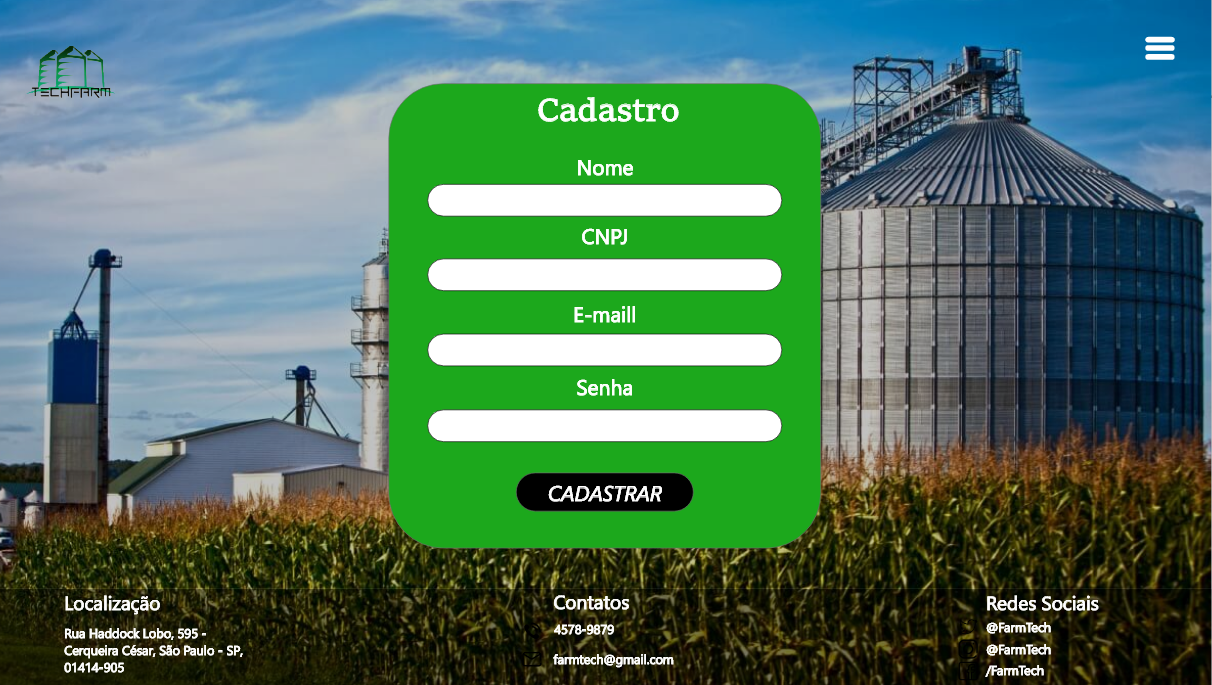 TECHFARM
Cadastro
Nome
CNPJ
E-maill
Senha
CADASTRAR
Localização
Rua Haddock Lobo, 595 -
Cerqueira César, São Paulo - SP,
01414-905
Contatos
4578-9879
farmtech@gmail.com
Redes Sociais
@FarmTech
@FarmTech
/FarmTech